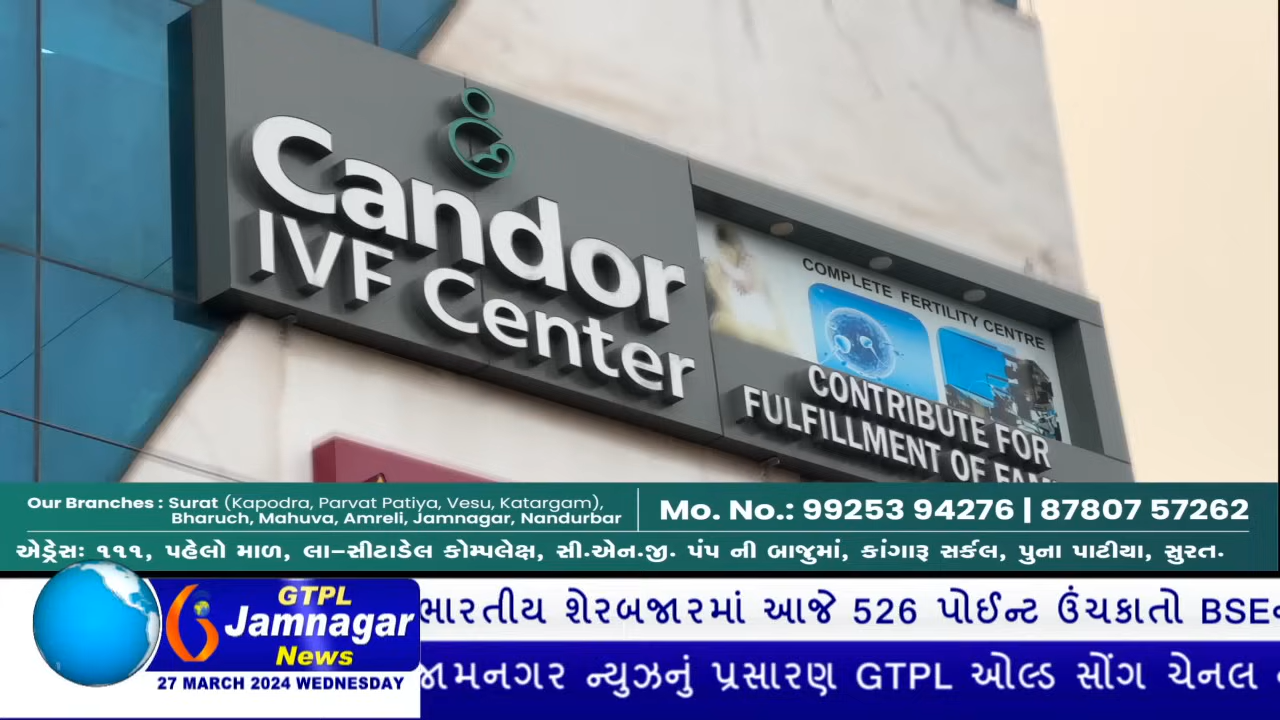 Candor
IVF Center
COMPLETE FERTILITY CENTRE
CONTRIBUTE FOR
FULFILLMENT OF
Our Branches : Surat (Kapodra, Parvat Patiya, Vesu, Katargam),
Bharuch, Mahuva, Amreli, Jamnagar, Nandurbar
Mo. No.: 99253 94276 | 87807 57262
એડ્રેસઃ ૧૧૧, પહેલો માળ, લા-સીટાડેલ કોમ્પલેક્ષ, સી.એન.જી. પંપ ની બાજુમાં, કાંગારૂ સર્કલ, પુના પાટીયા, સુરત.
GTPL
Jamnagar
News
27 MARCH 2024 WEDNESDAY
ભારતીય શેરબજારમાં આજે 526 પોઈન્ટ ઉંચકાતો BSE
જામનગર ન્યુઝનું પ્રસારણ GTPL ઓલ્ડ સોંગ ચેનલ